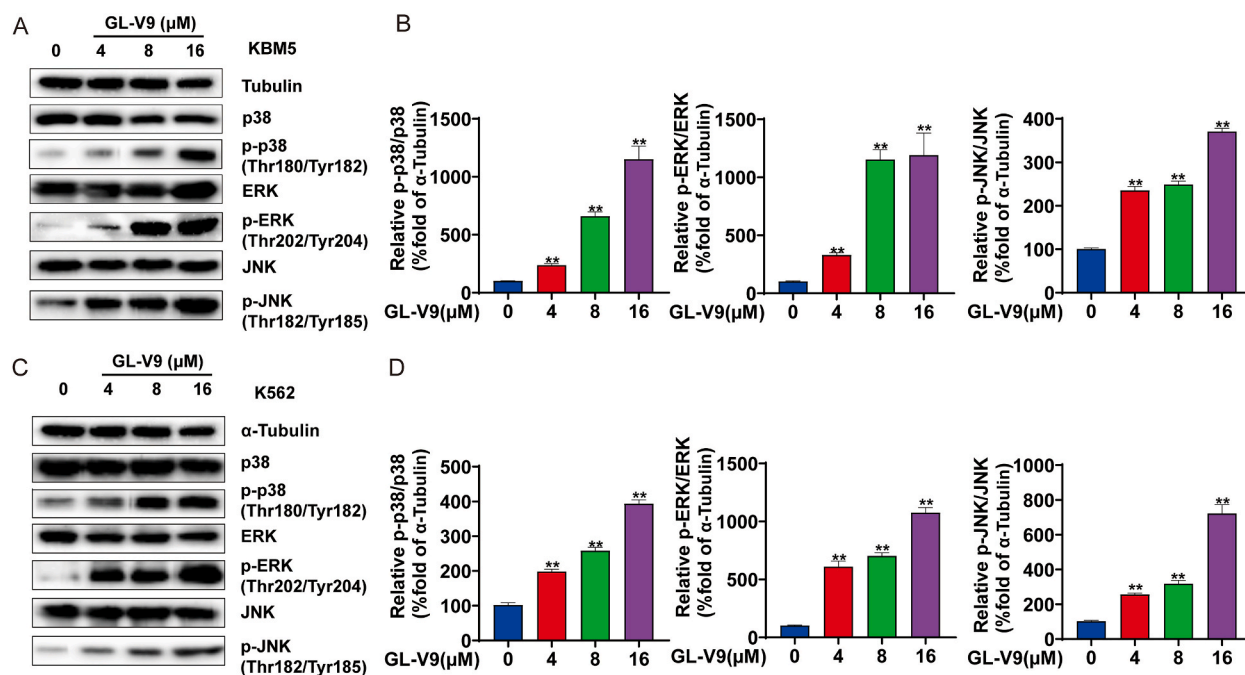 A
GL-V9 (μM)
0 4 8 16 KBM5
Tubulin
p38
p-p38
(Thr180/Tyr182)
ERK
p-ERK
(Thr202/Tyr204)
JNK
p-JNK
(Thr182/Tyr185)
B
Relative p-p38/p38
(%fold of α-Tubulin)
1500
1000
500
0
GL-V9(μM) 0 4 8 16
** ** **
Relative p-ERK/ERK
(%fold of α-Tubulin)
1500
1000
500
0
GL-V9(μM) 0 4 8 16
** ** **
Relative p-JNK/JNK
(%fold of α-Tubulin)
400
300
200
100
0
GL-V9(μM) 0 4 8 16
** ** **
C
GL-V9 (μM)
0 4 8 16 K562
α-Tubulin
p38
p-p38
(Thr180/Tyr182)
ERK
p-ERK
(Thr202/Tyr204)
JNK
p-JNK
(Thr182/Tyr185)
D
Relative p-p38/p38
(%fold of α-Tubulin)
500
400
300
200
100
0
GL-V9(μM) 0 4 8 16
** ** **
Relative p-ERK/ERK
(%fold of α-Tubulin)
1500
1000
500
0
GL-V9(μM) 0 4 8 16
** ** **
Relative p-JNK/JNK
(%fold of α-Tubulin)
1000
800
600
400
200
0
GL-V9(μM) 0 4 8 16
** ** **